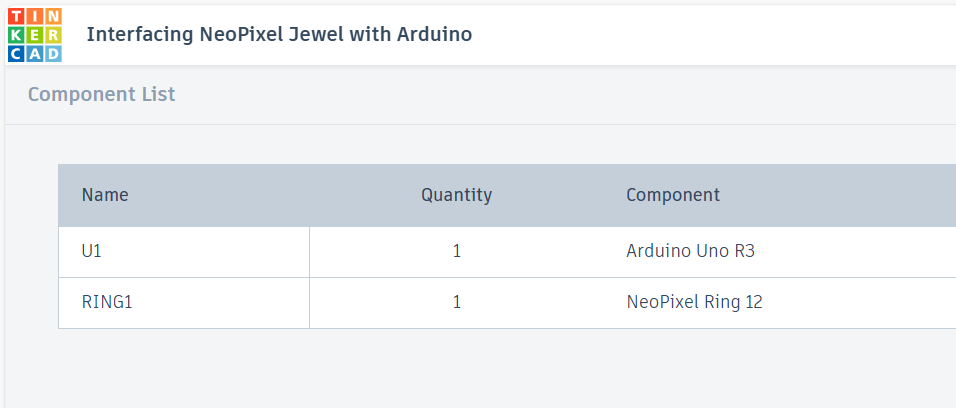 TIN
KER
CAD
Interfacing NeoPixel Jewel with Arduino
Component List
Name Quantity Component
U1 1 Arduino Uno R3
RING1 1 NeoPixel Ring 12